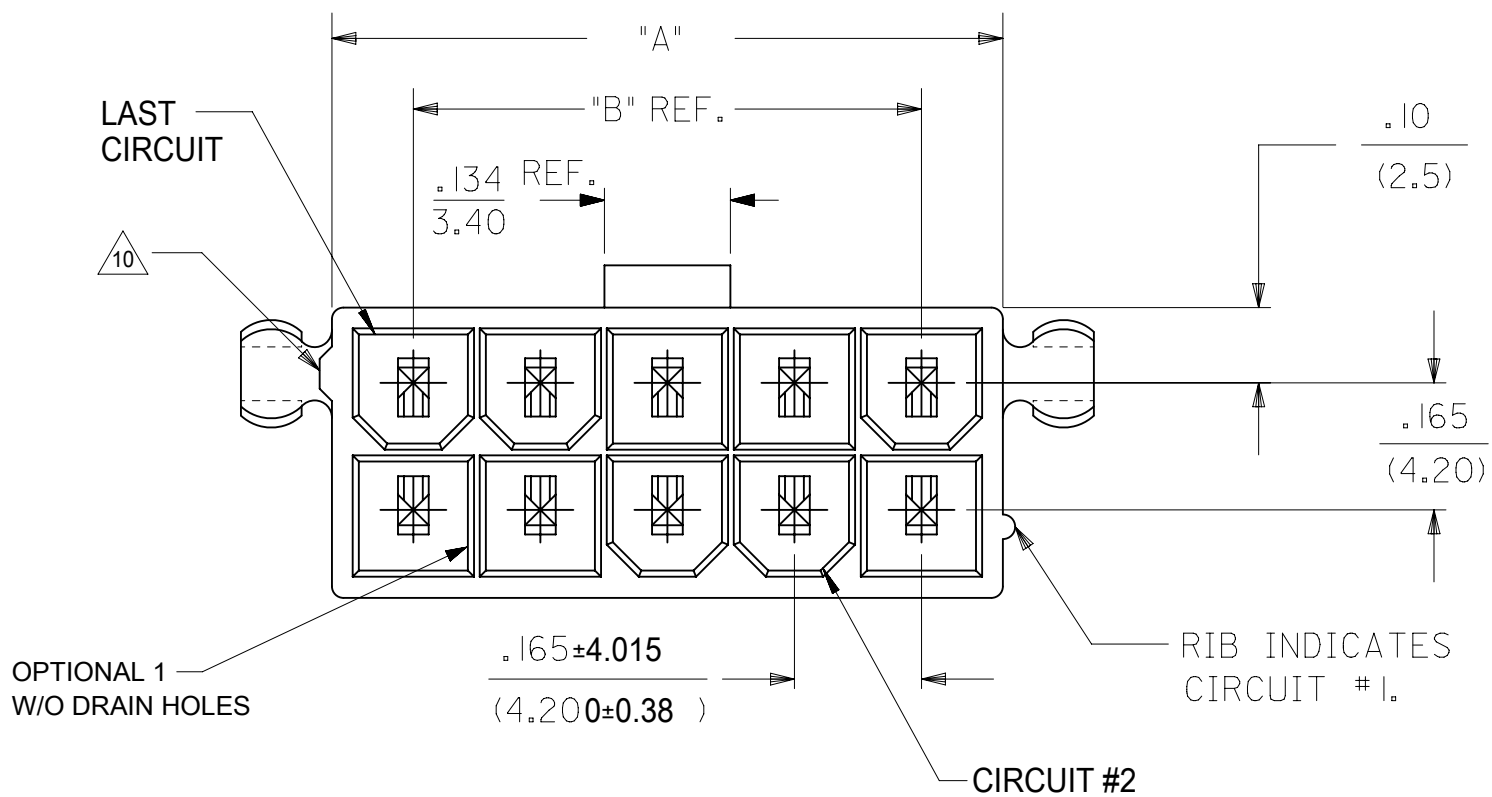 "A"
"B" REF.
LAST
CIRCUIT
.134
3.40
REF.
.10
(2.5)
10
.165
(4.20)
OPTIONAL 1
W/O DRAIN HOLES
.165±4.015
(4.200±0.38 )
RIB INDICATES
CIRCUIT #1.
CIRCUIT #2